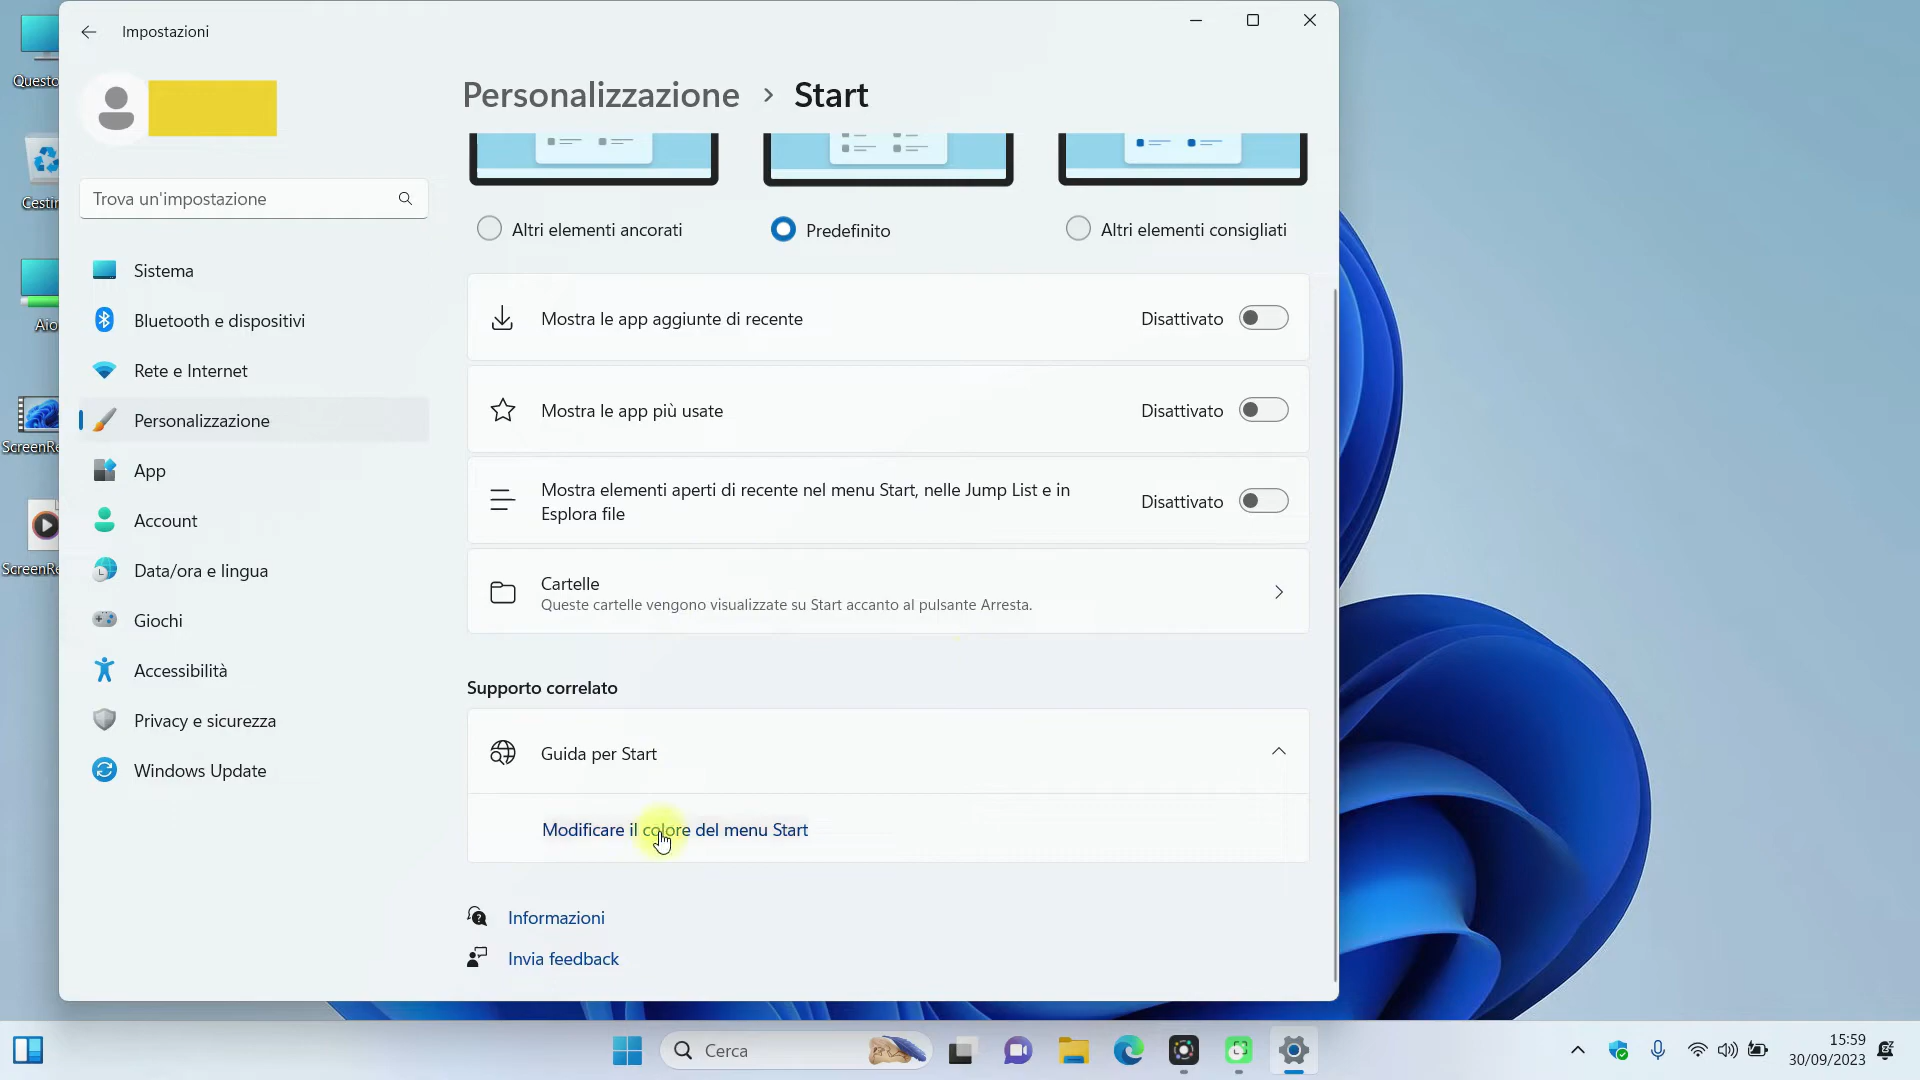 Impostazioni
Personalizzazione > Start
Trova un'impostazione
Sistema
Bluetooth e dispositivi
Rete e Internet
Personalizzazione
App
Account
Data/ora e lingua
Giochi
Accessibilità
Privacy e sicurezza
Windows Update
Altri elementi ancorati
Predefinito
Altri elementi consigliati
Mostra le app aggiunte di recente
Disattivato
Mostra le app più usate
Disattivato
Mostra elementi aperti di recente nel menu Start, nelle Jump List e in
Esplora file
Disattivato
Cartelle
Queste cartelle vengono visualizzate su Start accanto al pulsante Arresta.
Supporto correlato
Guida per Start
Modificare il colore del menu Start
Informazioni
Invia feedback
Questo
Cestin
Aio
ScreenRe
ScreenRe
Cerca
15:59
30/09/2023